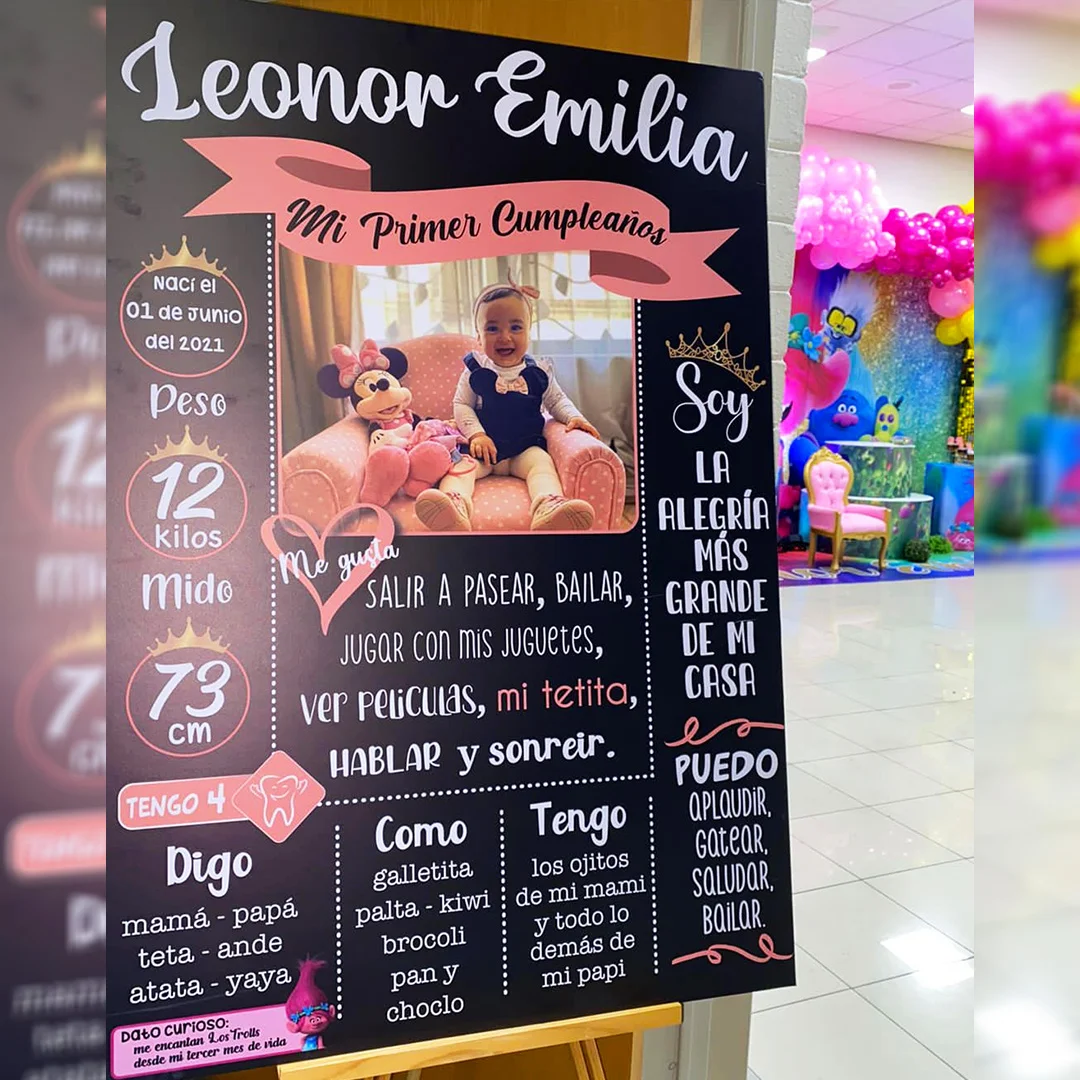 Leonor Emilia
Mi Primer Cumpleaños
Nací el
01 de Junio
del 2021
Peso
12
kilos
Mido
73
cm
TENGO 4
Me gusta
SALIR A PASEAR, BAILAR,
JUGAR CON MIS JUGUETES,
VER PELICULAS, mi tetita,
HABLAR y sonreir.
Soy
LA
ALEGRÍA
MÁS
GRANDE
DE MI
CASA
PUEDO
APLAUDIR,
GATEAR,
SALUDAR,
BAILAR.
Digo
mamá - papá
teta - ande
atata - yaya
Como
galletita
palta - kiwi
brocoli
pan y
choclo
Tengo
los ojitos
de mi mami
y todo lo
demás de
mi papi
Dato curioso:
me encantan Los Trolls
desde mi tercer mes de vida